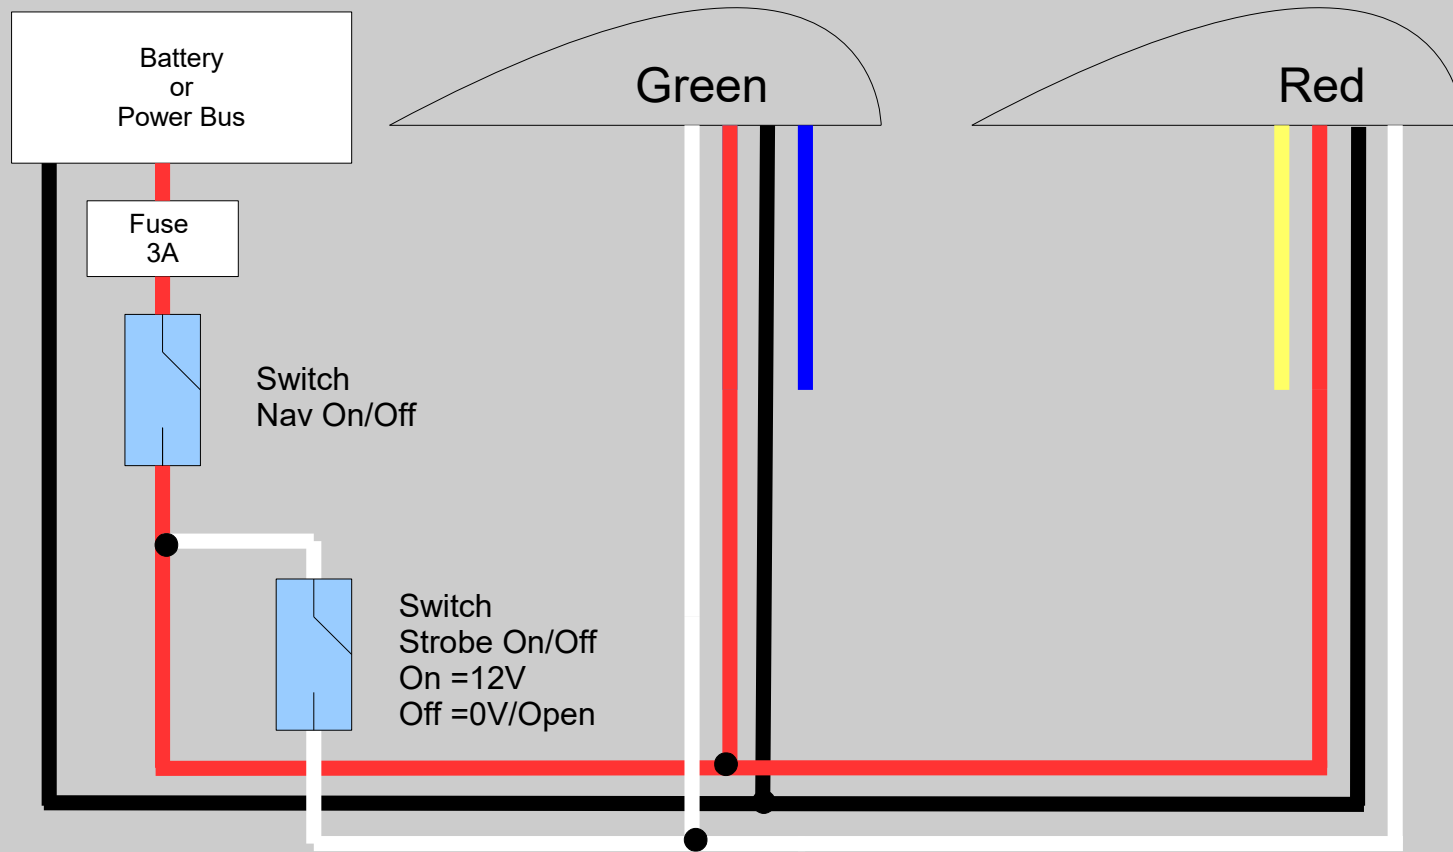 Battery
or
Power Bus
Green
Red
Fuse
3A
Switch
Nav On/Off
Switch
Strobe On/Off
On =12V
Off =0V/Open